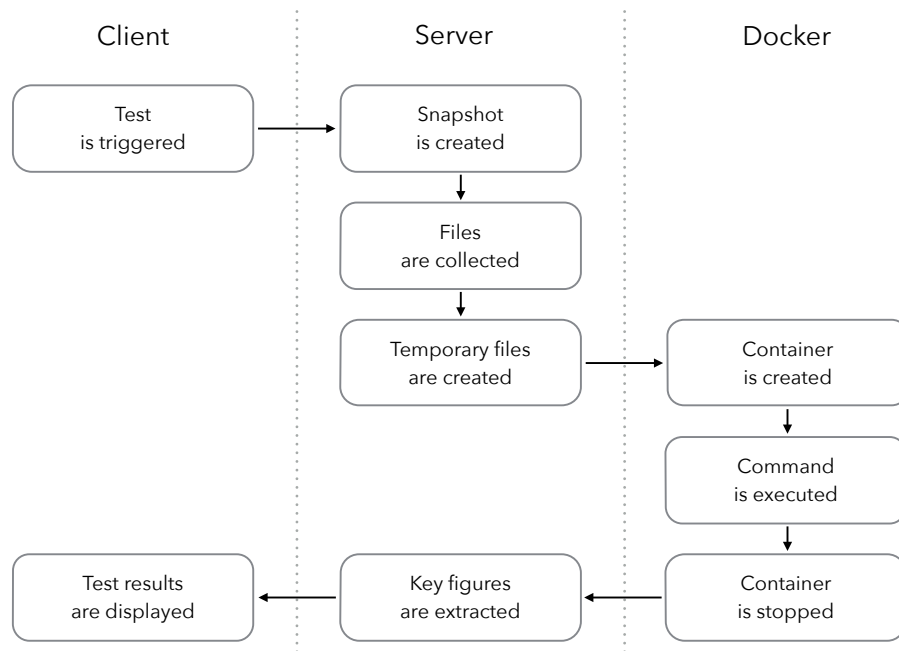 Client
Server
Docker
Test
is triggered
Snapshot
is created
Files
are collected
Temporary files
are created
Container
is created
Command
is executed
Container
is stopped
Key figures
are extracted
Test results
are displayed